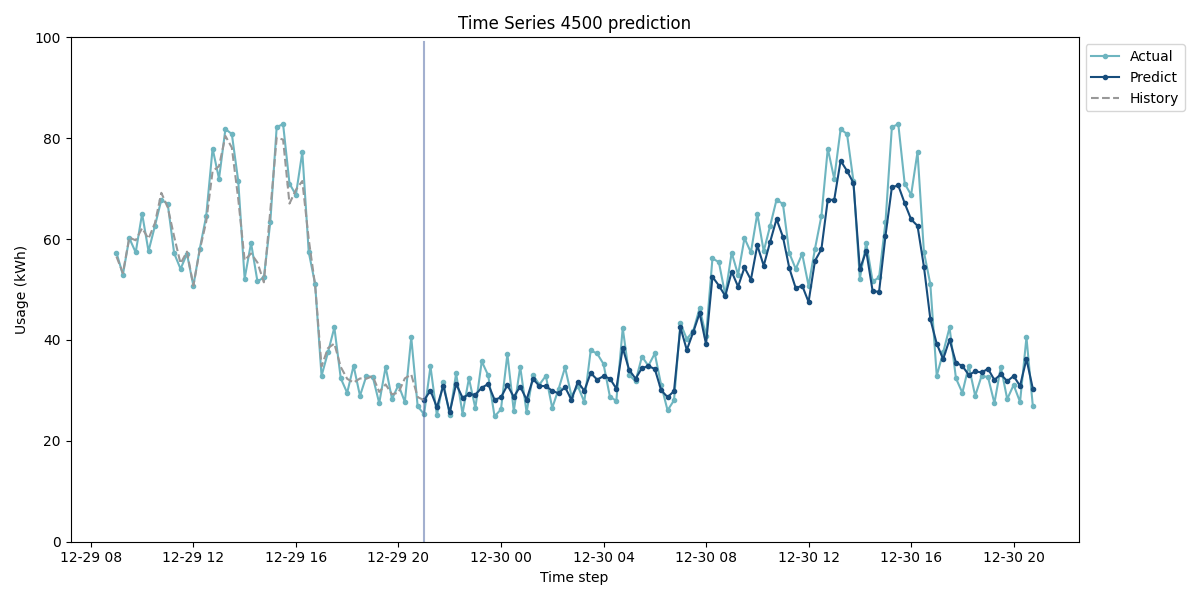 Time Series 4500 prediction
100
80
60
40
20
0
Usage (kWh)
12-29 08
12-29 12
12-29 16
12-29 20
12-30 00
12-30 04
12-30 08
12-30 12
12-30 16
12-30 20
Time step
Actual
Predict
History